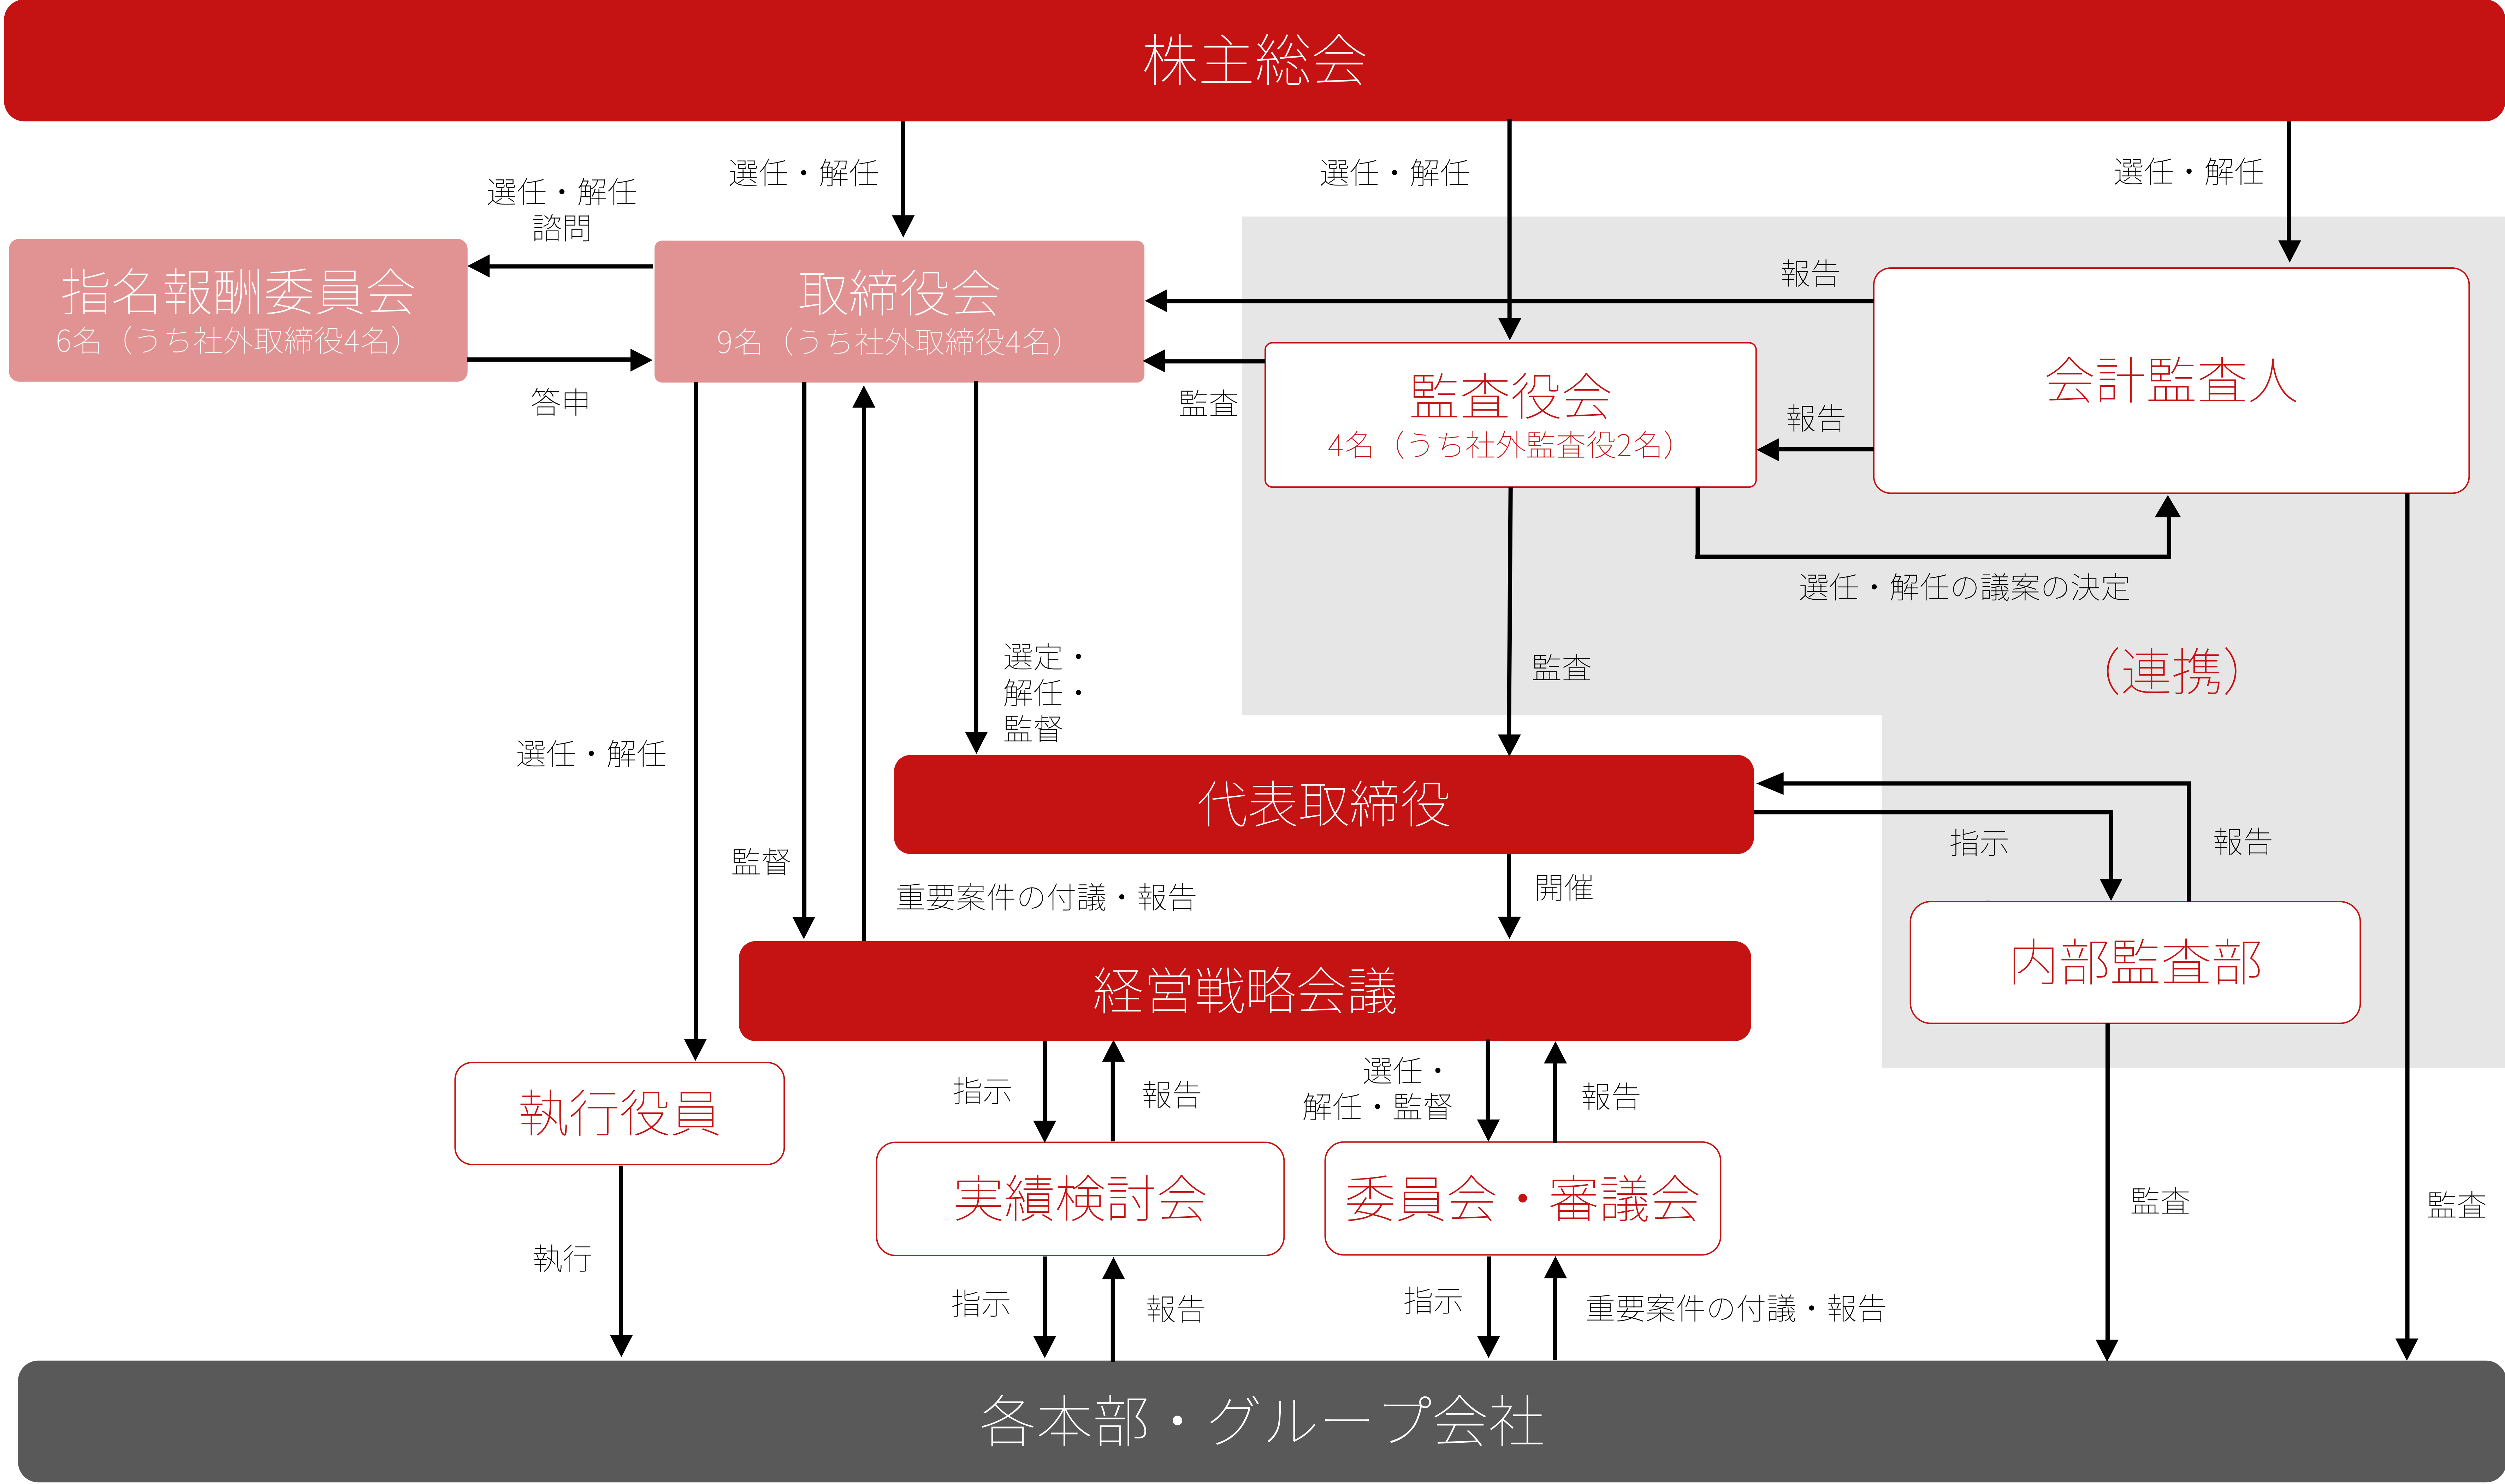 株主総会
選任・解任
選任・解任
選任・解任
選任・解任
諮問
指名報酬委員会
6名（うち社外取締役4名）
取締役会
9名（うち社外取締役4名）
報告
会計監査人
監査役会
4名（うち社外監査役2名）
答申
監査
報告
選任・解任の議案の決定
選定・
解任・
監督
監査
（連携）
選任・解任
代表取締役
監督
重要案件の付議・報告
開催
指示
報告
経営戦略会議
内部監査部
執行役員
指示
報告
選任・
解任・監督
報告
実績検討会
委員会・審議会
監査
監査
執行
指示
報告
指示
重要案件の付議・報告
各本部・グループ会社